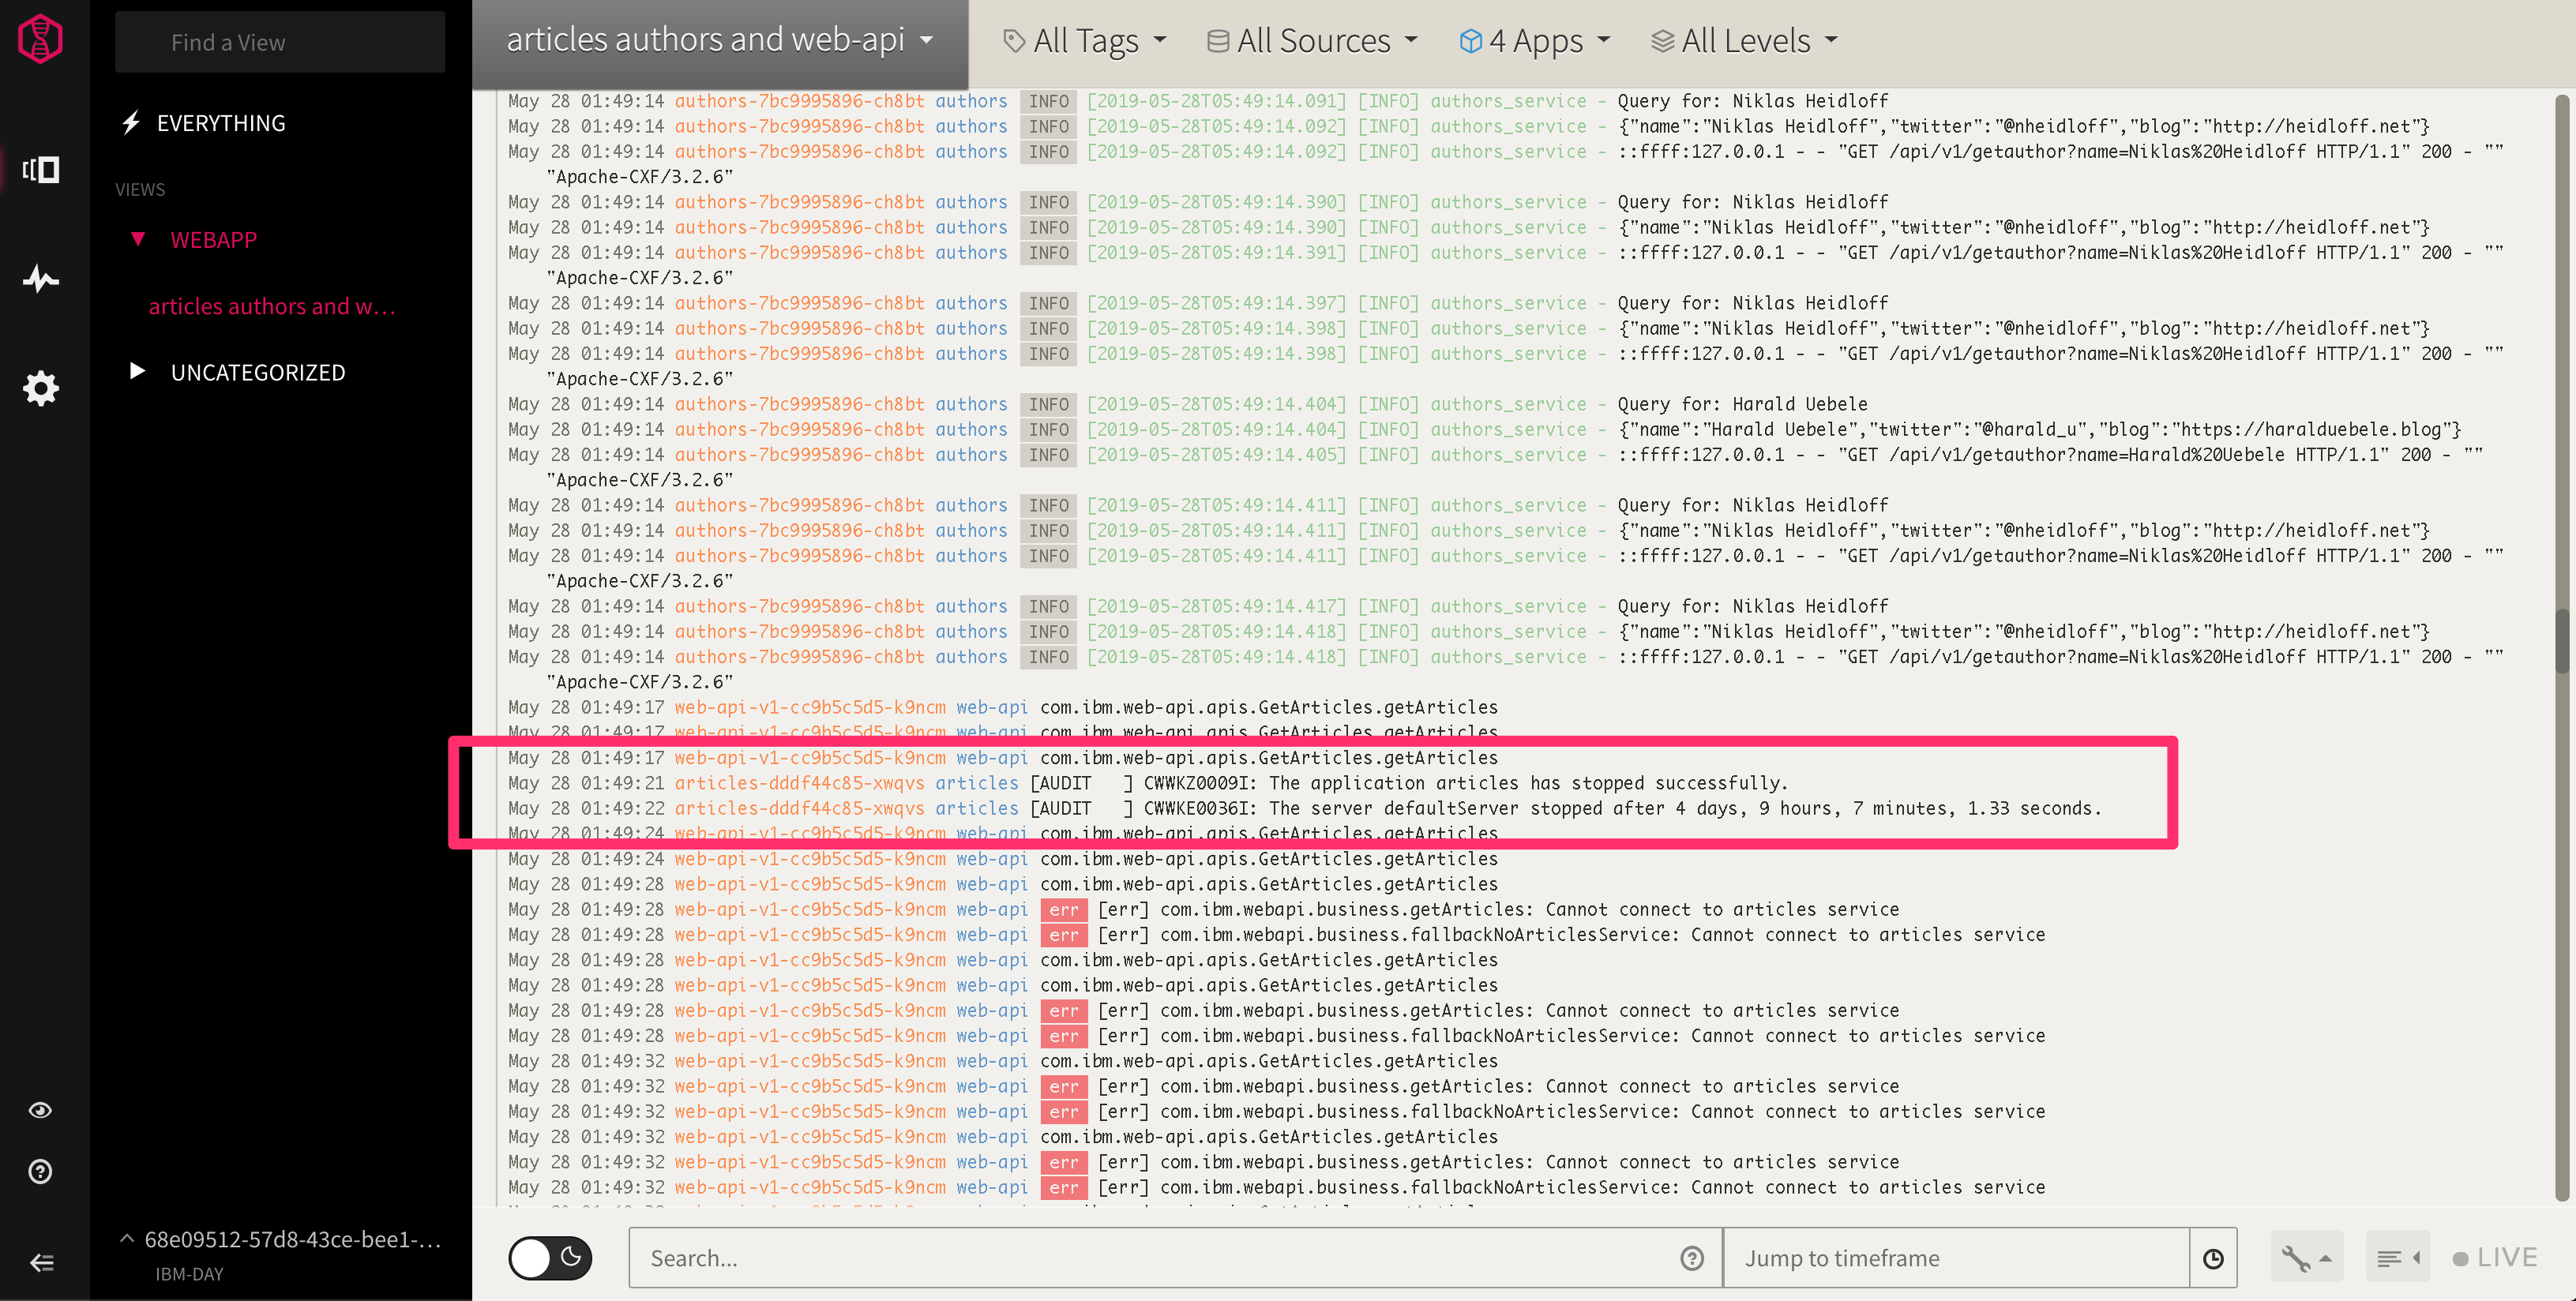 Find a View
EVERYTHING
VIEWS
WEBAPP
articles authors and w...
UNCATEGORIZED
68e09512-57d8-43ce-bee1-...
IBM-DAY
articles authors and web-api
All Tags
All Sources
4 Apps
All Levels
May 28 01:49:14 authors-7bc9995896-ch8bt authors INFO [2019-05-28T05:49:14.091] [INFO] authors_service - Query for: Niklas Heidloff
May 28 01:49:14 authors-7bc9995896-ch8bt authors INFO [2019-05-28T05:49:14.092] [INFO] authors_service - {"name":"Niklas Heidloff","twitter":"@nheidloff","blog":"http://heidloff.net"}
May 28 01:49:14 authors-7bc9995896-ch8bt authors INFO [2019-05-28T05:49:14.092] [INFO] authors_service - ::ffff:127.0.0.1 - - "GET /api/v1/getauthor?name=Niklas%20Heidloff HTTP/1.1" 200 - ""
"Apache-CXF/3.2.6"
May 28 01:49:14 authors-7bc9995896-ch8bt authors INFO [2019-05-28T05:49:14.390] [INFO] authors_service - Query for: Niklas Heidloff
May 28 01:49:14 authors-7bc9995896-ch8bt authors INFO [2019-05-28T05:49:14.390] [INFO] authors_service - {"name":"Niklas Heidloff","twitter":"@nheidloff","blog":"http://heidloff.net"}
May 28 01:49:14 authors-7bc9995896-ch8bt authors INFO [2019-05-28T05:49:14.391] [INFO] authors_service - ::ffff:127.0.0.1 - - "GET /api/v1/getauthor?name=Niklas%20Heidloff HTTP/1.1" 200 - ""
"Apache-CXF/3.2.6"
May 28 01:49:14 authors-7bc9995896-ch8bt authors INFO [2019-05-28T05:49:14.397] [INFO] authors_service - Query for: Niklas Heidloff
May 28 01:49:14 authors-7bc9995896-ch8bt authors INFO [2019-05-28T05:49:14.398] [INFO] authors_service - {"name":"Niklas Heidloff","twitter":"@nheidloff","blog":"http://heidloff.net"}
May 28 01:49:14 authors-7bc9995896-ch8bt authors INFO [2019-05-28T05:49:14.398] [INFO] authors_service - ::ffff:127.0.0.1 - - "GET /api/v1/getauthor?name=Niklas%20Heidloff HTTP/1.1" 200 - ""
"Apache-CXF/3.2.6"
May 28 01:49:14 authors-7bc9995896-ch8bt authors INFO [2019-05-28T05:49:14.404] [INFO] authors_service - Query for: Harald Uebele
May 28 01:49:14 authors-7bc9995896-ch8bt authors INFO [2019-05-28T05:49:14.404] [INFO] authors_service - {"name":"Harald Uebele","twitter":"@harald_u","blog":"https://haralduebele.blog"}
May 28 01:49:14 authors-7bc9995896-ch8bt authors INFO [2019-05-28T05:49:14.405] [INFO] authors_service - ::ffff:127.0.0.1 - - "GET /api/v1/getauthor?name=Harald%20Uebele HTTP/1.1" 200 - ""
"Apache-CXF/3.2.6"
May 28 01:49:14 authors-7bc9995896-ch8bt authors INFO [2019-05-28T05:49:14.411] [INFO] authors_service - Query for: Niklas Heidloff
May 28 01:49:14 authors-7bc9995896-ch8bt authors INFO [2019-05-28T05:49:14.411] [INFO] authors_service - {"name":"Niklas Heidloff","twitter":"@nheidloff","blog":"http://heidloff.net"}
May 28 01:49:14 authors-7bc9995896-ch8bt authors INFO [2019-05-28T05:49:14.411] [INFO] authors_service - ::ffff:127.0.0.1 - - "GET /api/v1/getauthor?name=Niklas%20Heidloff HTTP/1.1" 200 - ""
"Apache-CXF/3.2.6"
May 28 01:49:14 authors-7bc9995896-ch8bt authors INFO [2019-05-28T05:49:14.417] [INFO] authors_service - Query for: Niklas Heidloff
May 28 01:49:14 authors-7bc9995896-ch8bt authors INFO [2019-05-28T05:49:14.418] [INFO] authors_service - {"name":"Niklas Heidloff","twitter":"@nheidloff","blog":"http://heidloff.net"}
May 28 01:49:14 authors-7bc9995896-ch8bt authors INFO [2019-05-28T05:49:14.418] [INFO] authors_service - ::ffff:127.0.0.1 - - "GET /api/v1/getauthor?name=Niklas%20Heidloff HTTP/1.1" 200 - ""
"Apache-CXF/3.2.6"
May 28 01:49:17 web-api-v1-cc9b5c5d5-k9ncm web-api com.ibm.web-api.apis.GetArticles.getArticles
May 28 01:49:17 web-api-v1-cc9b5c5d5-k9ncm web-api com.ibm.web-api.apis.GetArticles.getArticles
May 28 01:49:17 web-api-v1-cc9b5c5d5-k9ncm web-api com.ibm.web-api.apis.GetArticles.getArticles
May 28 01:49:21 articles-dddf44c85-xwqvs articles [AUDIT   ] CWWKZ0009I: The application articles has stopped successfully.
May 28 01:49:22 articles-dddf44c85-xwqvs articles [AUDIT   ] CWWKE0036I: The server defaultServer stopped after 4 days, 9 hours, 7 minutes, 1.33 seconds.
May 28 01:49:24 web-api-v1-cc9b5c5d5-k9ncm web-api com.ibm.web-api.apis.GetArticles.getArticles
May 28 01:49:24 web-api-v1-cc9b5c5d5-k9ncm web-api com.ibm.web-api.apis.GetArticles.getArticles
May 28 01:49:28 web-api-v1-cc9b5c5d5-k9ncm web-api com.ibm.web-api.apis.GetArticles.getArticles
May 28 01:49:28 web-api-v1-cc9b5c5d5-k9ncm web-api err [err] com.ibm.webapi.business.getArticles: Cannot connect to articles service
May 28 01:49:28 web-api-v1-cc9b5c5d5-k9ncm web-api err [err] com.ibm.webapi.business.fallbackNoArticlesService: Cannot connect to articles service
May 28 01:49:28 web-api-v1-cc9b5c5d5-k9ncm web-api com.ibm.web-api.apis.GetArticles.getArticles
May 28 01:49:28 web-api-v1-cc9b5c5d5-k9ncm web-api com.ibm.web-api.apis.GetArticles.getArticles
May 28 01:49:28 web-api-v1-cc9b5c5d5-k9ncm web-api err [err] com.ibm.webapi.business.getArticles: Cannot connect to articles service
May 28 01:49:28 web-api-v1-cc9b5c5d5-k9ncm web-api err [err] com.ibm.webapi.business.fallbackNoArticlesService: Cannot connect to articles service
May 28 01:49:32 web-api-v1-cc9b5c5d5-k9ncm web-api com.ibm.web-api.apis.GetArticles.getArticles
May 28 01:49:32 web-api-v1-cc9b5c5d5-k9ncm web-api err [err] com.ibm.webapi.business.getArticles: Cannot connect to articles service
May 28 01:49:32 web-api-v1-cc9b5c5d5-k9ncm web-api err [err] com.ibm.webapi.business.fallbackNoArticlesService: Cannot connect to articles service
May 28 01:49:32 web-api-v1-cc9b5c5d5-k9ncm web-api com.ibm.web-api.apis.GetArticles.getArticles
May 28 01:49:32 web-api-v1-cc9b5c5d5-k9ncm web-api err [err] com.ibm.webapi.business.getArticles: Cannot connect to articles service
May 28 01:49:32 web-api-v1-cc9b5c5d5-k9ncm web-api err [err] com.ibm.webapi.business.fallbackNoArticlesService: Cannot connect to articles service
Search...
Jump to timeframe
LIVE